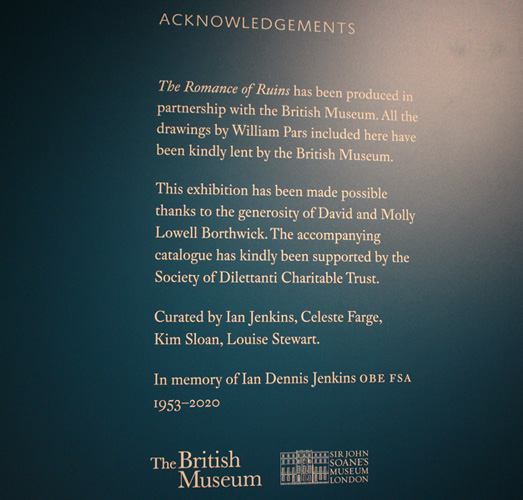 ACKNOWLEDGEMENTS
The Romance of Ruins has been produced in
partnership with the British Museum. All the
drawings by William Pars included here have
been kindly lent by the British Museum.
This exhibition has been made possible
thanks to the generosity of David and Molly
Lowell Borthwick. The accompanying
catalogue has kindly been supported by the
Society of Dilettanti Charitable Trust.
Curated by Ian Jenkins, Celeste Farge,
Kim Sloan, Louise Stewart.
In memory of Ian Dennis Jenkins OBE FSA
1953–2020
The British
Museum
SIR JOHN
SOANE'S
MUSEUM
LONDON